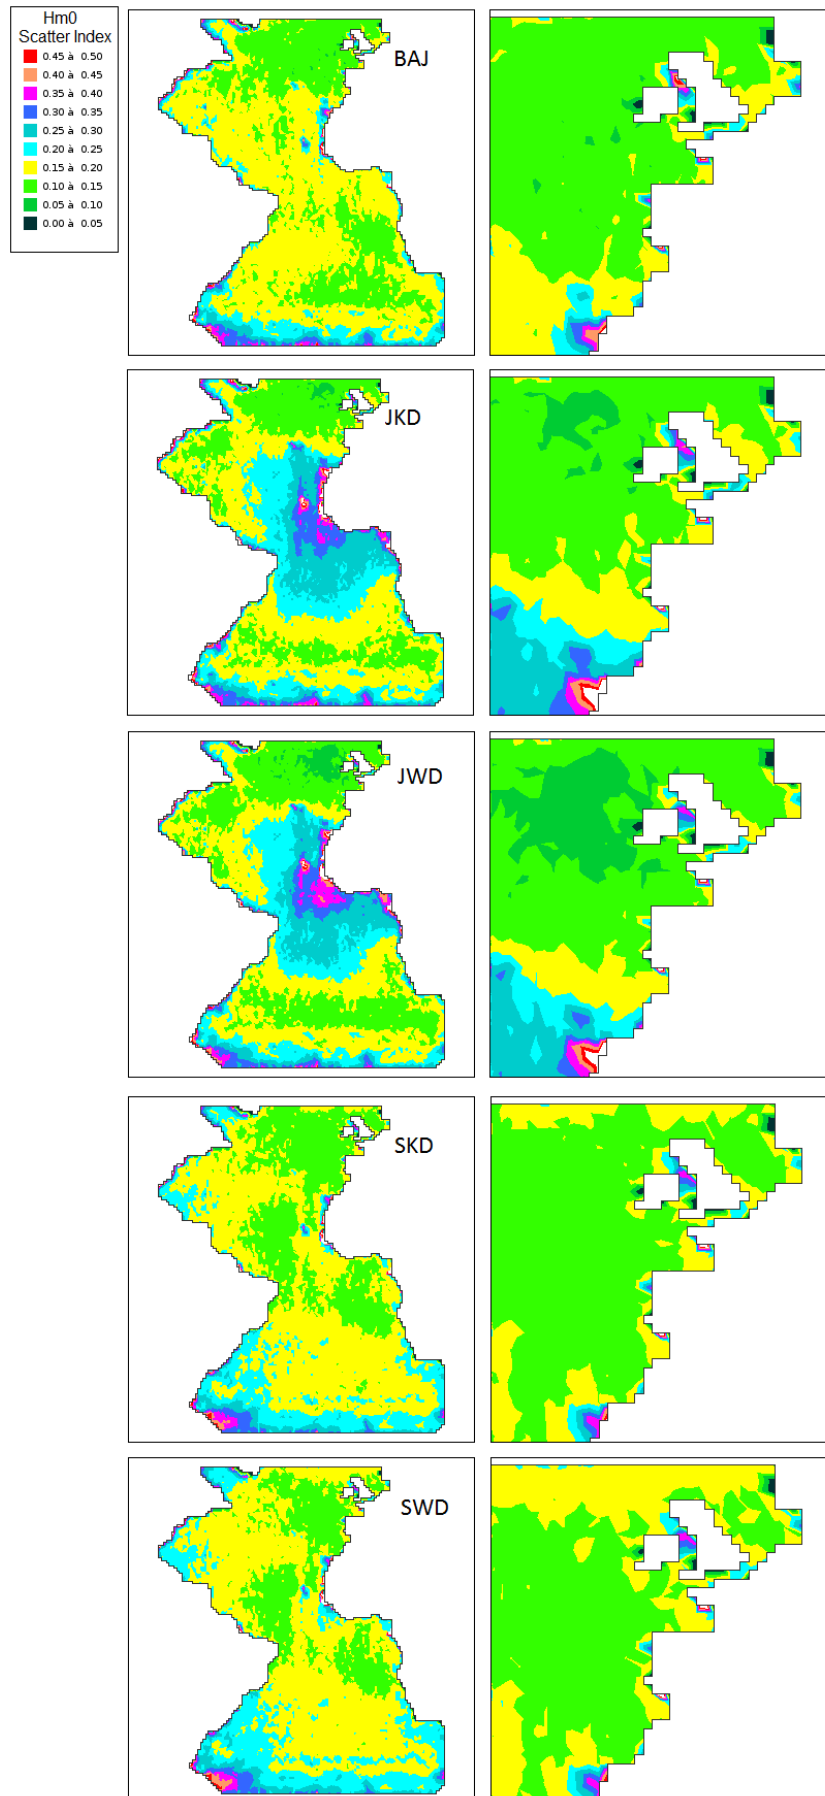 Hm0
Scatter Index
0.45 à 0.50
0.40 à 0.45
0.35 à 0.40
0.30 à 0.35
0.25 à 0.30
0.20 à 0.25
0.15 à 0.20
0.10 à 0.15
0.05 à 0.10
0.00 à 0.05
BAJ
JKD
JWD
SKD
SWD